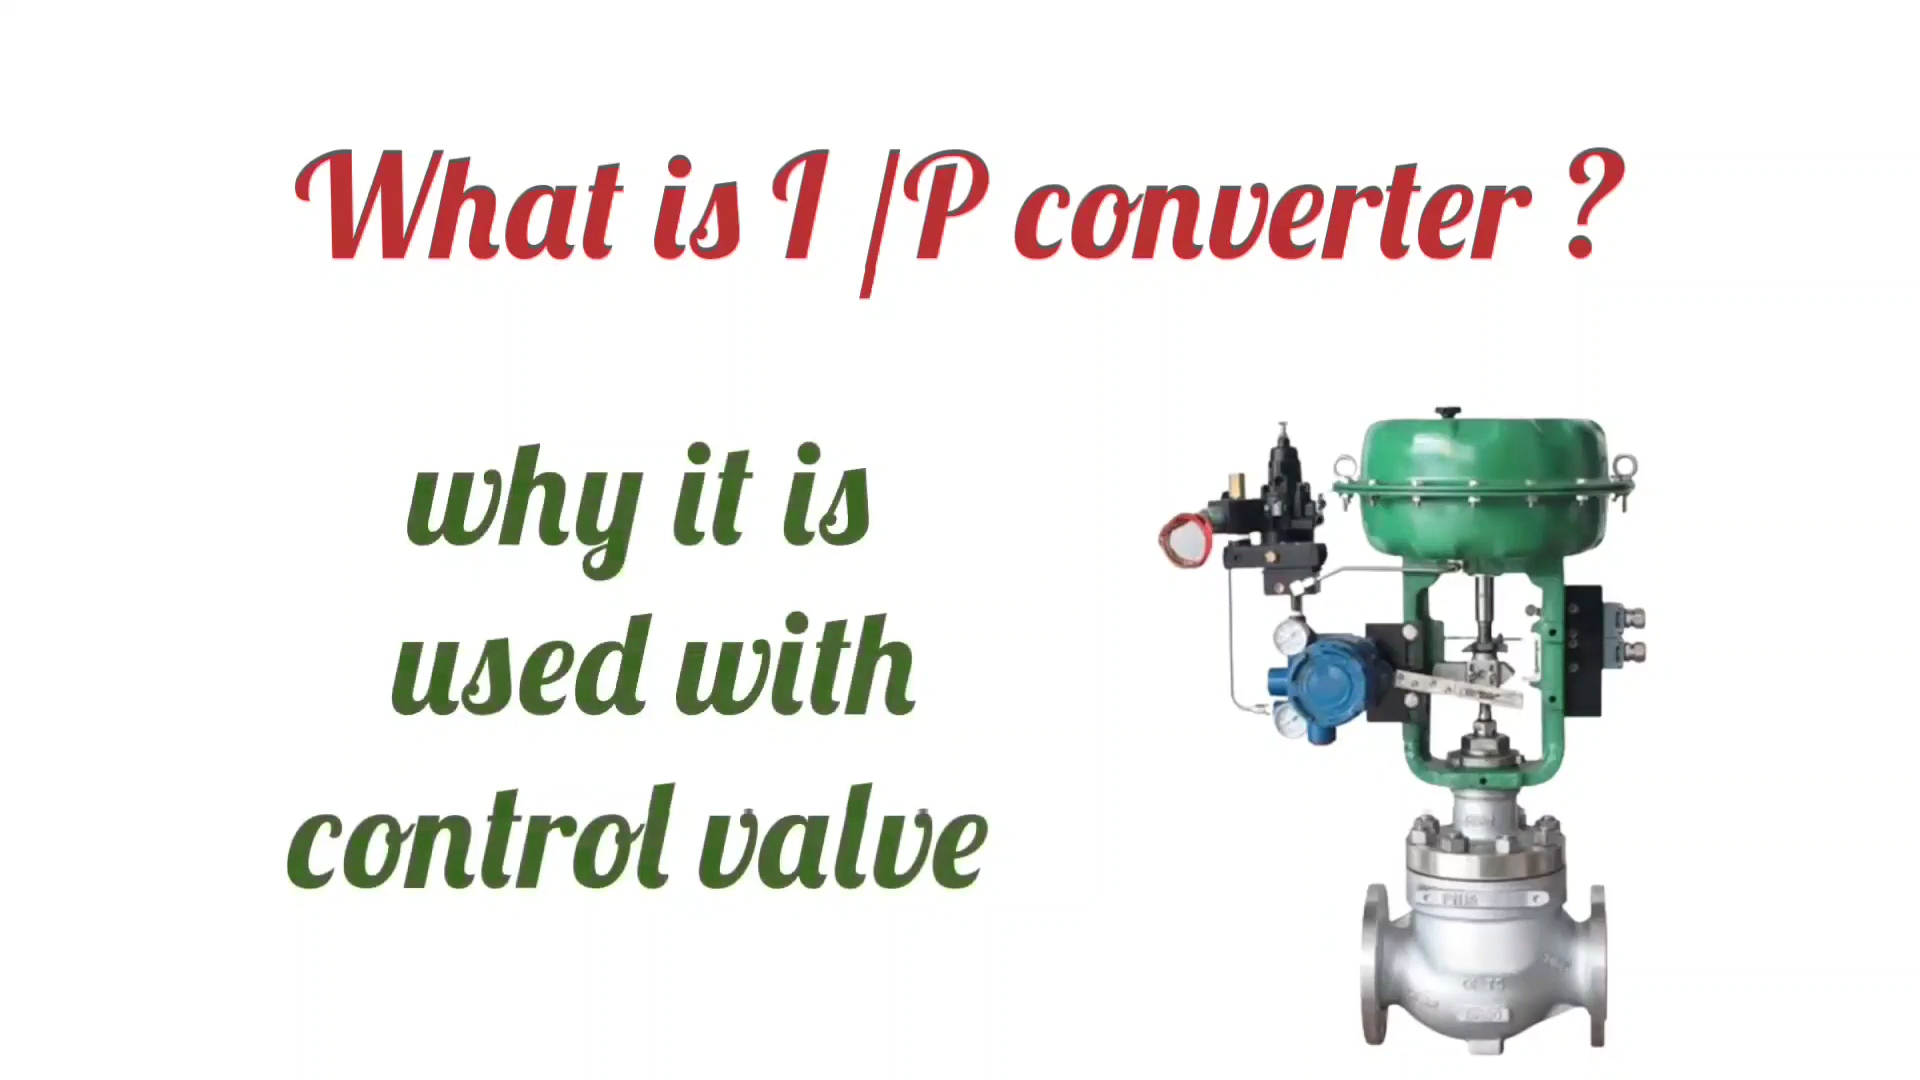 What is I /P converter ?
why it is
used with
control valve